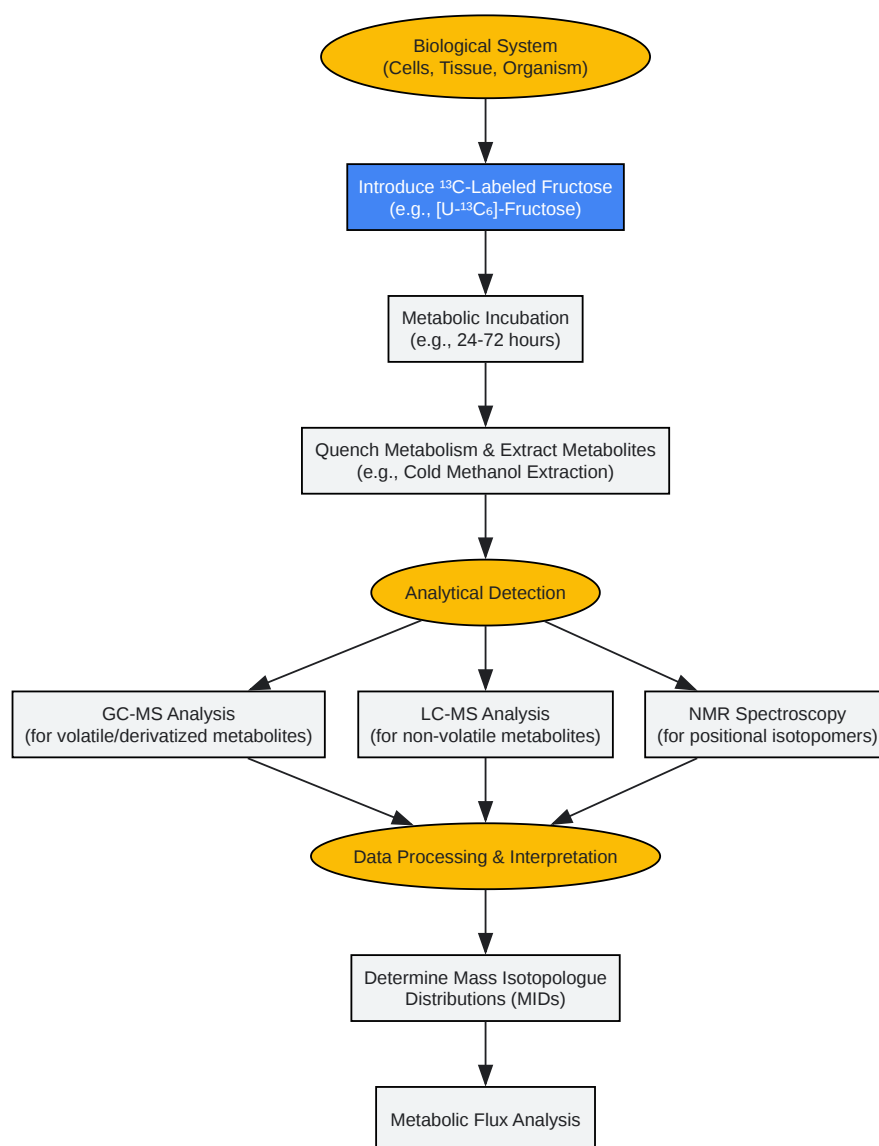 Biological System
(Cells, Tissue, Organism)
Introduce ¹³C-Labeled Fructose
(e.g., [U-¹³C₆]-Fructose)
Metabolic Incubation
(e.g., 24-72 hours)
Quench Metabolism & Extract Metabolites
(e.g., Cold Methanol Extraction)
Analytical Detection
GC-MS Analysis
(for volatile/derivatized metabolites)
LC-MS Analysis
(for non-volatile metabolites)
NMR Spectroscopy
(for positional isotopomers)
Data Processing & Interpretation
Determine Mass Isotopologue
Distributions (MIDs)
Metabolic Flux Analysis